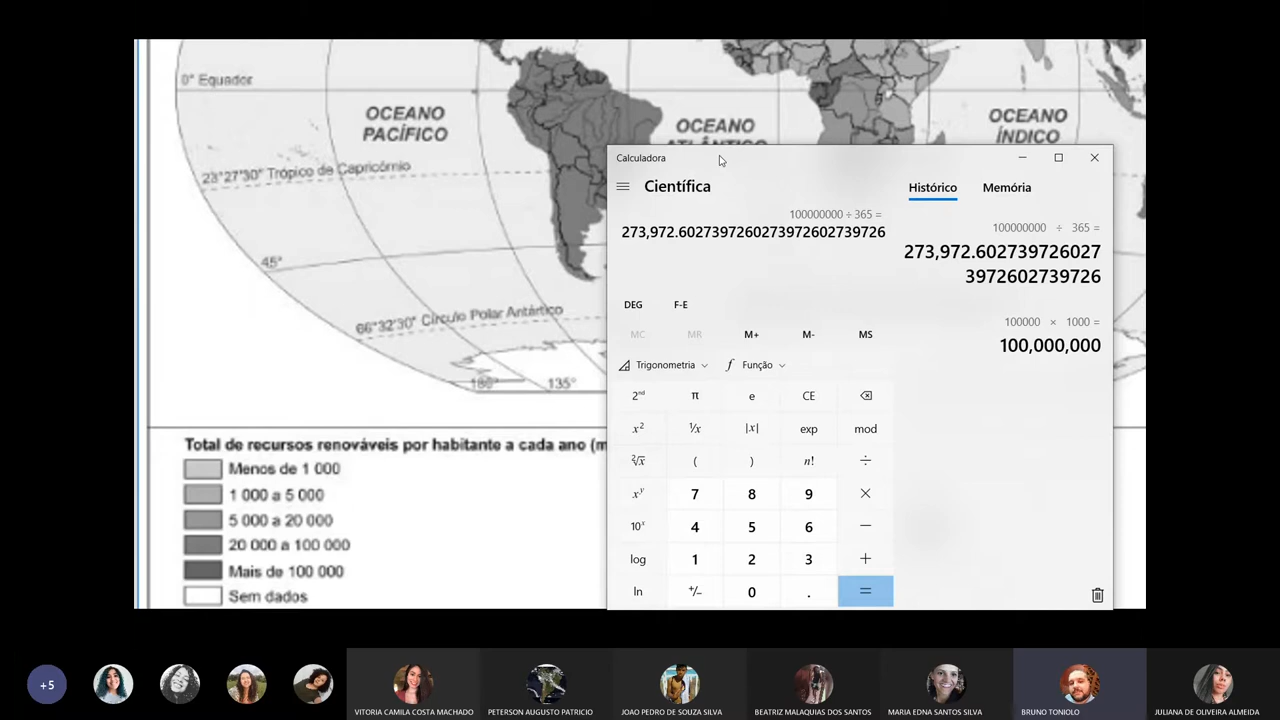 0° Equador
OCEANO
PACÍFICO
OCEANO
OCEANO
ÍNDICO
23°27'30" Trópico de Capricórnio
45°
66°32'30" Círculo Polar Antártico
180°
135°
Total de recursos renováveis por habitante a cada ano (m
Menos de 1 000
1 000 a 5 000
5 000 a 20 000
20 000 a 100 000
Mais de 100 000
Sem dados
Calculadora
Científica
100000000 ÷ 365 =
273,972.6027397260273972602739726
Histórico
Memória
100000000 ÷ 365 =
273,972.602739726027
3972602739726
100000 × 1000 =
100,000,000
DEG
F-E
MC
MR
M+
M-
MS
Trigonometria
f Função
2nd
π
e
CE
x²
¹/x
|x|
exp
mod
²√x
(
)
n!
÷
xʸ
7
8
9
×
10ˣ
4
5
6
−
log
1
2
3
+
ln
+/-
0
.
=
+5
VITORIA CAMILA COSTA MACHADO
PETERSON AUGUSTO PATRICIO
JOAO PEDRO DE SOUZA SILVA
BEATRIZ MALAQUIAS DOS SANTOS
MARIA EDNA SANTOS SILVA
BRUNO TONIOLO
JULIANA DE OLIVEIRA ALMEIDA